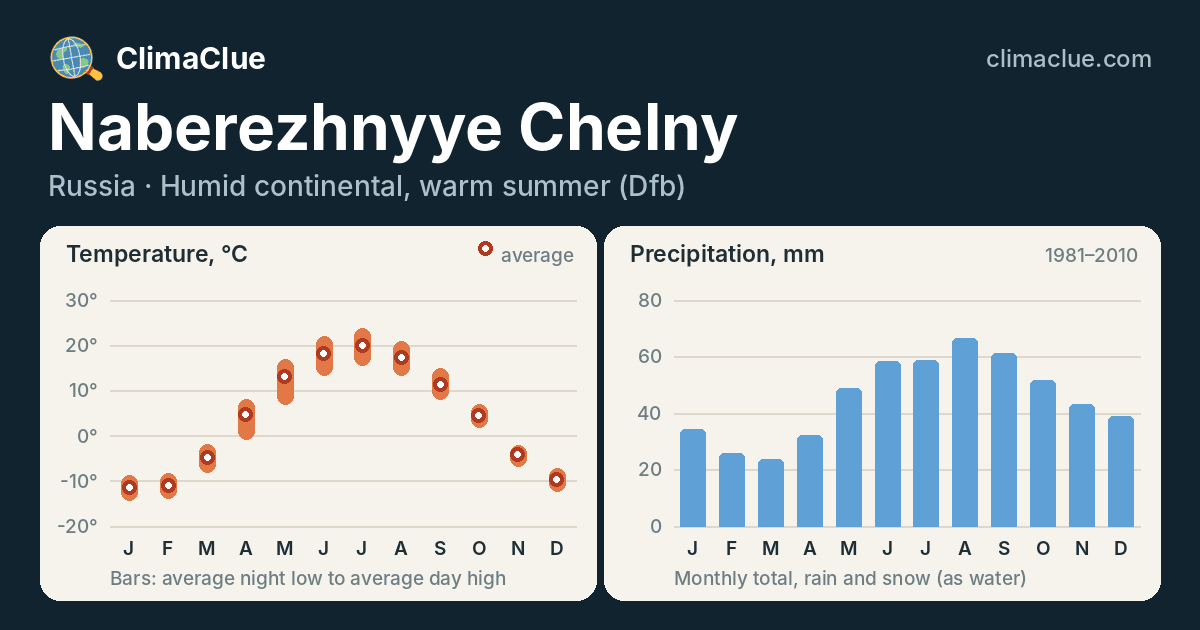 ClimaClue
climaclue.com
Naberezhnyye Chelny
Russia · Humid continental, warm summer (Dfb)
Temperature, °C
average
30°
20°
10°
0°
-10°
-20°
J F M A M J J A S O N D
Bars: average night low to average day high
Precipitation, mm
1981–2010
80
60
40
20
0
J F M A M J J A S O N D
Monthly total, rain and snow (as water)